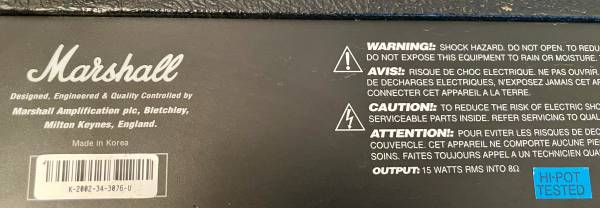 Marshall
Designed, Engineered & Quality Controlled by
Marshall Amplification plc, Bletchley,
Milton Keynes, England.
Made in Korea
K-2002-34-3076-U
WARNING!: SHOCK HAZARD. DO NOT OPEN. TO REDU
DO NOT EXPOSE THIS EQUIPMENT TO RAIN OR MOISTURE.
AVIS!: RISQUE DE CHOC ELECTRIQUE. NE PAS OUVRIR.
DE DECHARGES ELECTRIQUES, N'EXPOSEZ JAMAIS CET AP
CONNECTER CET APPAREIL A LA TERRE.
CAUTION!: TO REDUCE THE RISK OF ELECTRIC SHO
SERVICEABLE PARTS INSIDE. REFER SERVICING TO QUAL
ATTENTION!: POUR EVITER LES RISQUES DE DEC
COUVERCLE. CET APPAREIL NE COMPORTE AUCUNE PIE
SOINS. FAITES TOUJOURS APPEL A UN TECHNICIEN QUA
OUTPUT: 15 WATTS RMS INTO 8Ω
HI-POT
TESTED